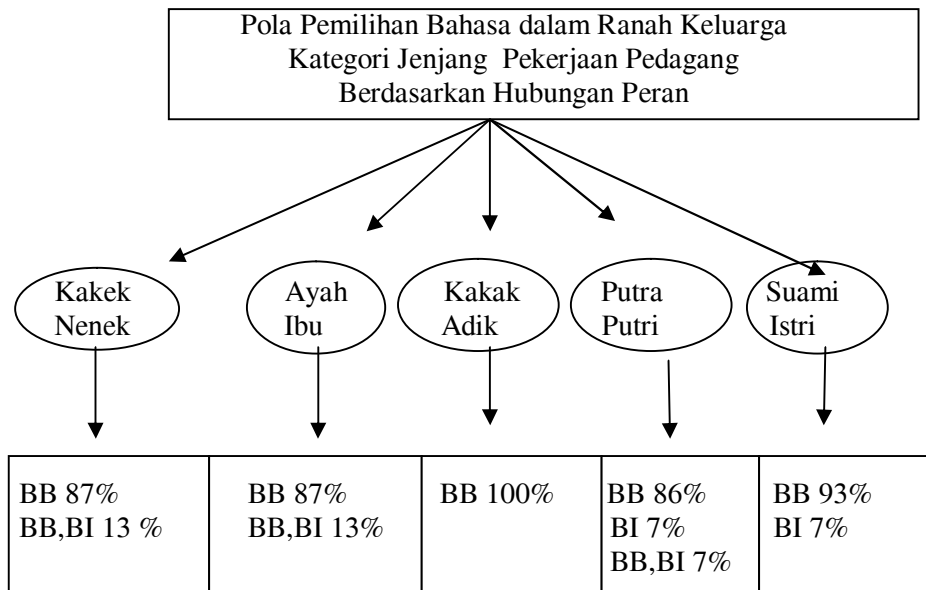 Pola Pemilihan Bahasa dalam Ranah Keluarga
Kategori Jenjang Pekerjaan Pedagang
Berdasarkan Hubungan Peran
Kakek
Nenek
Ayah
Ibu
Kakak
Adik
Putra
Putri
Suami
Istri
BB 87%
BB,BI 13 %
BB 87%
BB,BI 13%
BB 100%
BB 86%
BI 7%
BB,BI 7%
BB 93%
BI 7%